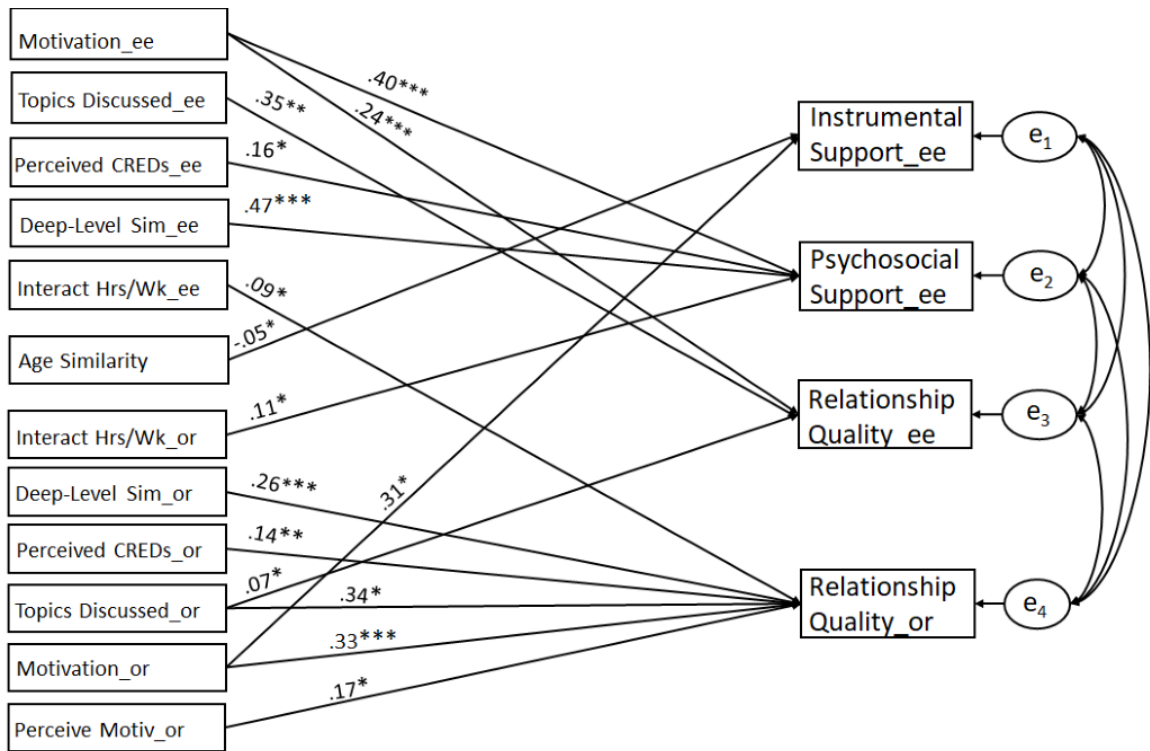 Motivation_ee
Topics Discussed_ee
Perceived CREDs_ee
Deep-Level Sim_ee
Interact Hrs/Wk_ee
Age Similarity
Interact Hrs/Wk_or
Deep-Level Sim_or
Perceived CREDs_or
Topics Discussed_or
Motivation_or
Perceive Motiv_or
.40***
.35**
.24***
.16*
.47***
.09*
-.05*
.11*
.31*
.26***
.14**
.07*
.34*
.33***
.17*
Instrumental
Support_ee
Psychosocial
Support_ee
Relationship
Quality_ee
Relationship
Quality_or
e1
e2
e3
e4